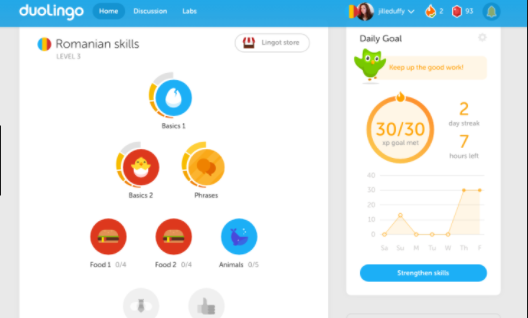 duolingo
Home
Discussion
Labs
jilleduffy
2
93
Romanian skills
LEVEL 3
Lingot store
Basics 1
Basics 2
Phrases
Food 1 0/4
Food 2 0/4
Animals 0/5
Daily Goal
Keep up the good work!
30/30
xp goal met
2
day streak
7
hours left
40
30
20
10
0
Sa Su M Tu W Th F
Strengthen skills